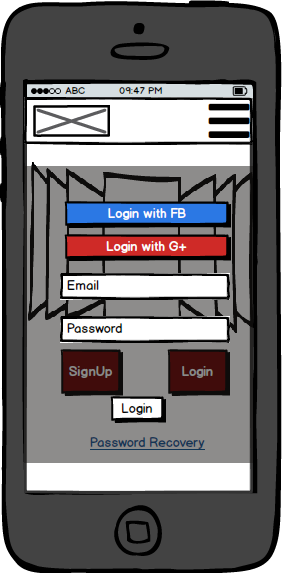 ABC 09:47 PM
Login with FB
Login with G+
Email
Password
SignUp Login
Login
Password Recovery